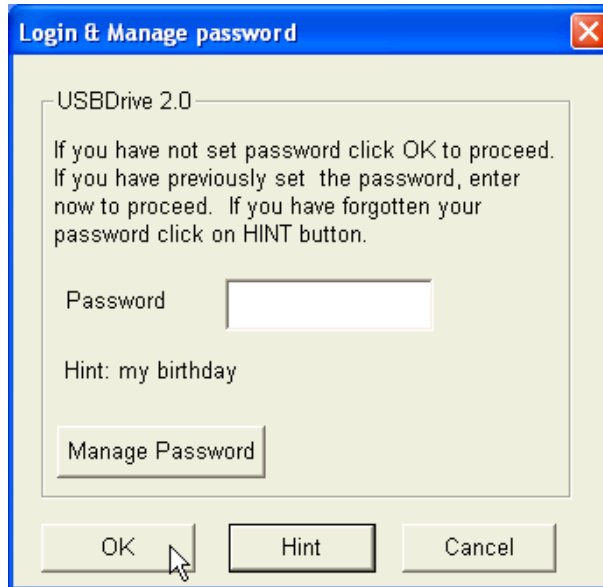 Login & Manage password
USBDrive 2.0
If you have not set password click OK to proceed.
If you have previously set  the password, enter
now to proceed.  If you have forgotten your
password click on HINT button.
Password
Hint: my birthday
Manage Password
OK Hint Cancel